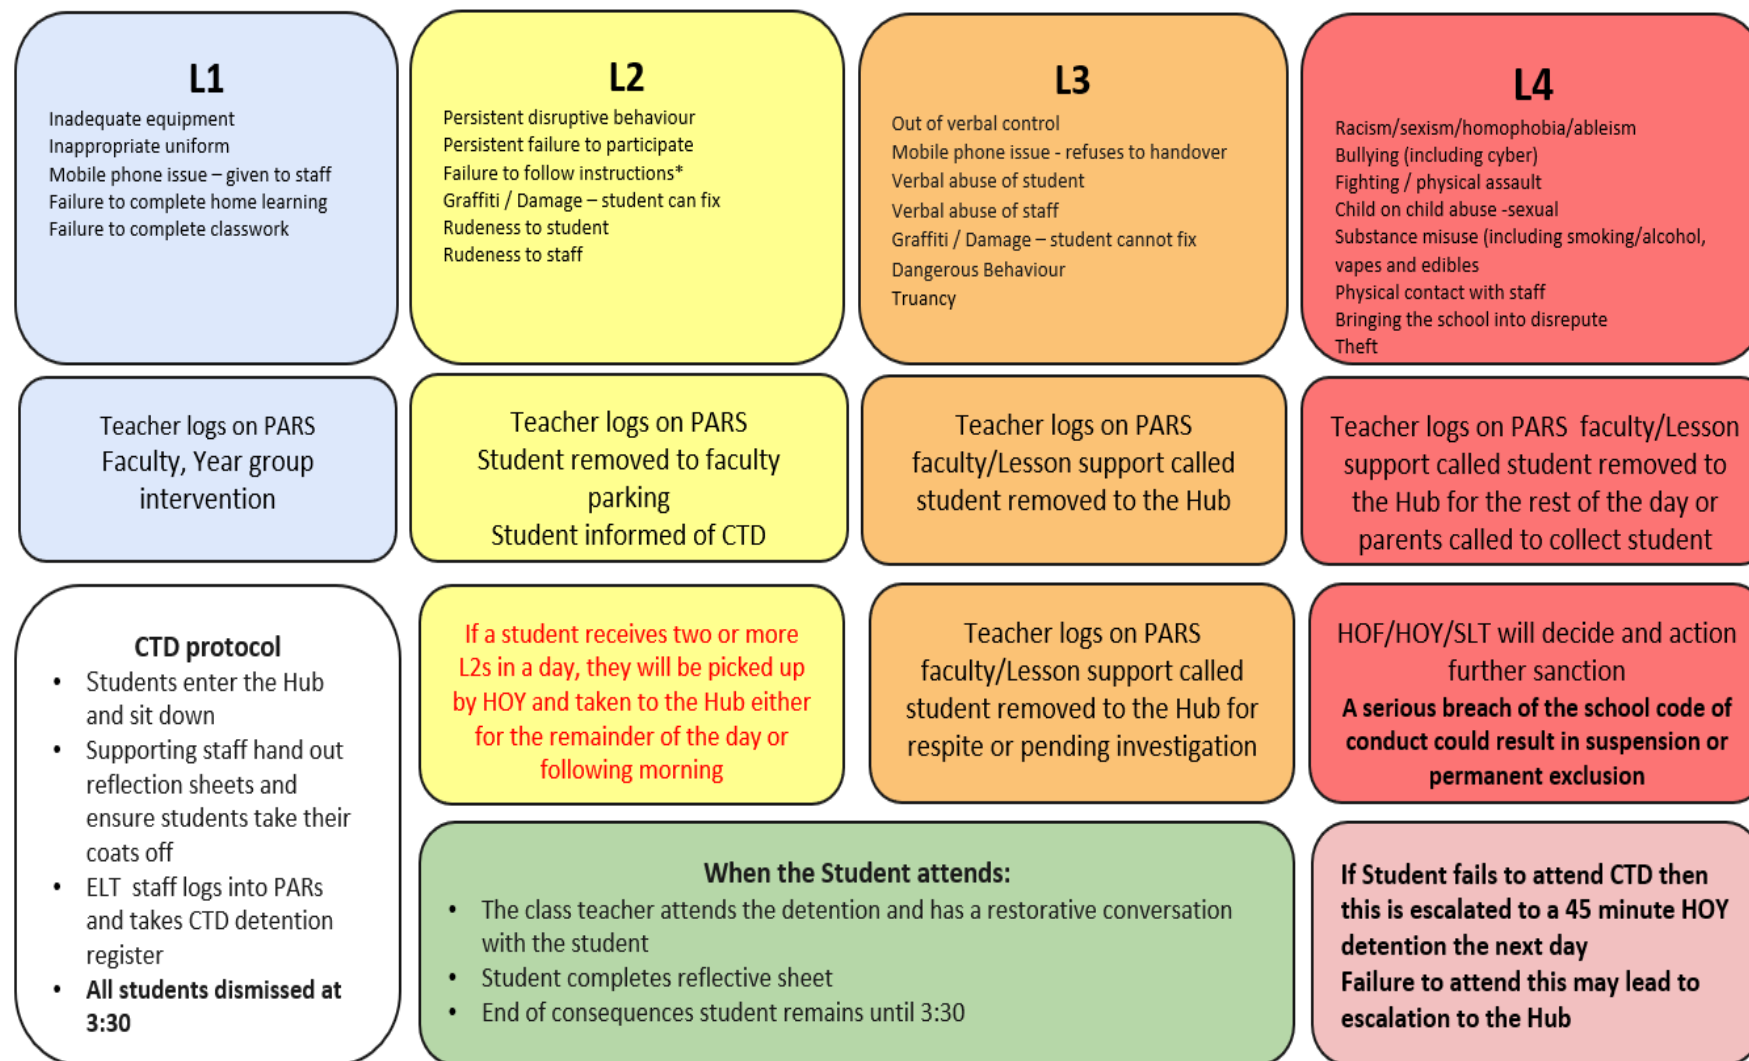 L1
Inadequate equipment
Inappropriate uniform
Mobile phone issue – given to staff
Failure to complete home learning
Failure to complete classwork
L2
Persistent disruptive behaviour
Persistent failure to participate
Failure to follow instructions*
Graffiti / Damage – student can fix
Rudeness to student
Rudeness to staff
L3
Out of verbal control
Mobile phone issue - refuses to handover
Verbal abuse of student
Verbal abuse of staff
Graffiti / Damage – student cannot fix
Dangerous Behaviour
Truancy
L4
Racism/sexism/homophobia/ableism
Bullying (including cyber)
Fighting / physical assault
Child on child abuse -sexual
Substance misuse (including smoking/alcohol,
vapes and edibles
Physical contact with staff
Bringing the school into disrepute
Theft
Teacher logs on PARS
Faculty, Year group
intervention
Teacher logs on PARS
Student removed to faculty
parking
Student informed of CTD
Teacher logs on PARS
faculty/Lesson support called
student removed to the Hub
Teacher logs on PARS  faculty/Lesson
support called student removed to
the Hub for the rest of the day or
parents called to collect student
CTD protocol
• Students enter the Hub
and sit down
• Supporting staff hand out
reflection sheets and
ensure students take their
coats off
• ELT  staff logs into PARs
and takes CTD detention
register
• All students dismissed at
3:30
If a student receives two or more
L2s in a day, they will be picked up
by HOY and taken to the Hub either
for the remainder of the day or
following morning
Teacher logs on PARS
faculty/Lesson support called
student removed to the Hub for
respite or pending investigation
HOF/HOY/SLT will decide and action
further sanction
A serious breach of the school code of
conduct could result in suspension or
permanent exclusion
When the Student attends:
• The class teacher attends the detention and has a restorative conversation
with the student
• Student completes reflective sheet
• End of consequences student remains until 3:30
If Student fails to attend CTD then
this is escalated to a 45 minute HOY
detention the next day
Failure to attend this may lead to
escalation to the Hub